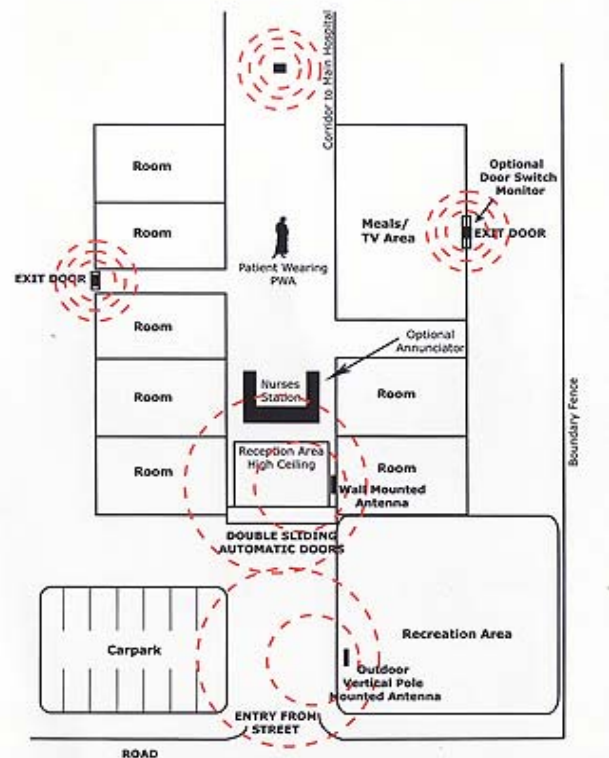 Corridor to Main Hospital
Room
Optional
Door Switch
Monitor
Room
Meals/
TV Area
EXIT DOOR
Patient Wearing
PWA
EXIT DOOR
Room
Optional
Annunciator
Nurses
Station
Room
Room
Boundary Fence
Reception Area
High Ceiling
Room
Room
Wall Mounted
Antenna
DOUBLE SLIDING
AUTOMATIC DOORS
Carpark
Recreation Area
Outdoor
Vertical Pole
Mounted Antenna
ENTRY FROM
STREET
ROAD